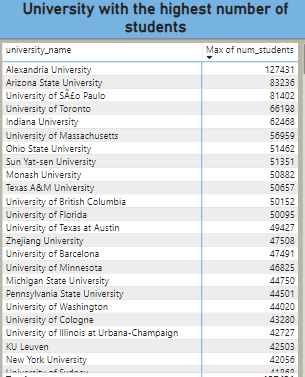 University with the highest number of
students
university_name Max of num_students
Alexandria University 127431
Arizona State University 83236
University of SÃ£o Paulo 81402
University of Toronto 66198
Indiana University 62468
University of Massachusetts 56959
Ohio State University 51462
Sun Yat-sen University 51351
Monash University 50882
Texas A&M University 50657
University of British Columbia 50152
University of Florida 50095
University of Texas at Austin 49427
Zhejiang University 47508
University of Barcelona 47491
University of Minnesota 46825
Michigan State University 44750
Pennsylvania State University 44501
University of Washington 44020
University of Cologne 43280
University of Illinois at Urbana-Champaign 42727
KU Leuven 42503
New York University 42056
University of Sydney